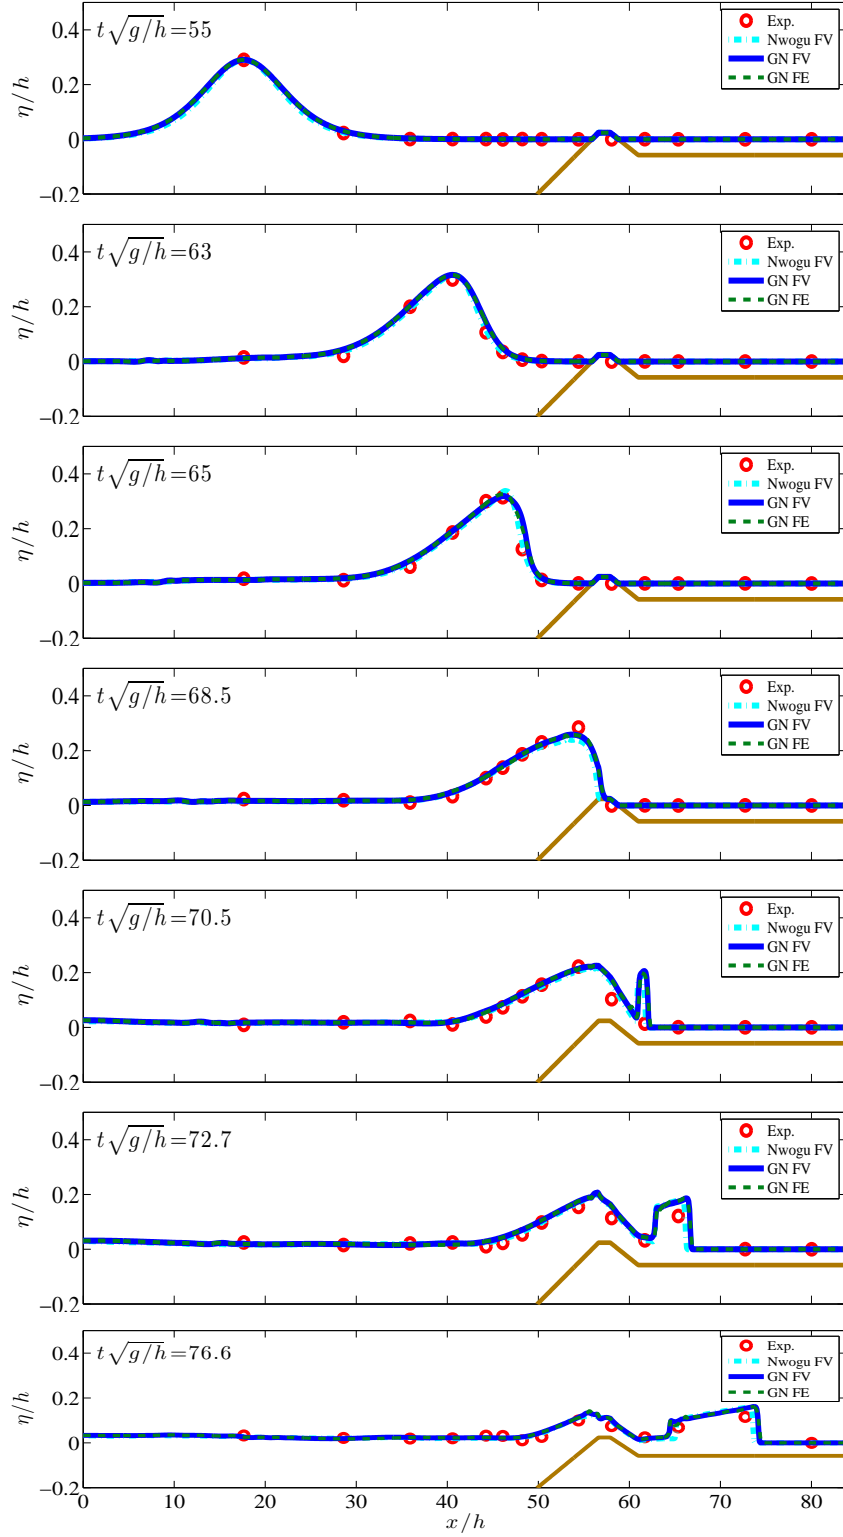 t√g/h=55
Exp.
Nwogu FV
GN FV
GN FE
0.4
0.2
0
−0.2
η/h
t√g/h=63
Exp.
Nwogu FV
GN FV
GN FE
0.4
0.2
0
−0.2
η/h
t√g/h=65
Exp.
Nwogu FV
GN FV
GN FE
0.4
0.2
0
−0.2
η/h
t√g/h=68.5
Exp.
Nwogu FV
GN FV
GN FE
0.4
0.2
0
−0.2
η/h
t√g/h=70.5
Exp.
Nwogu FV
GN FV
GN FE
0.4
0.2
0
−0.2
η/h
t√g/h=72.7
Exp.
Nwogu FV
GN FV
GN FE
0.4
0.2
0
−0.2
η/h
t√g/h=76.6
Exp.
Nwogu FV
GN FV
GN FE
0.4
0.2
0
−0.2
η/h
0 10 20 30 40 50 60 70 80
x/h